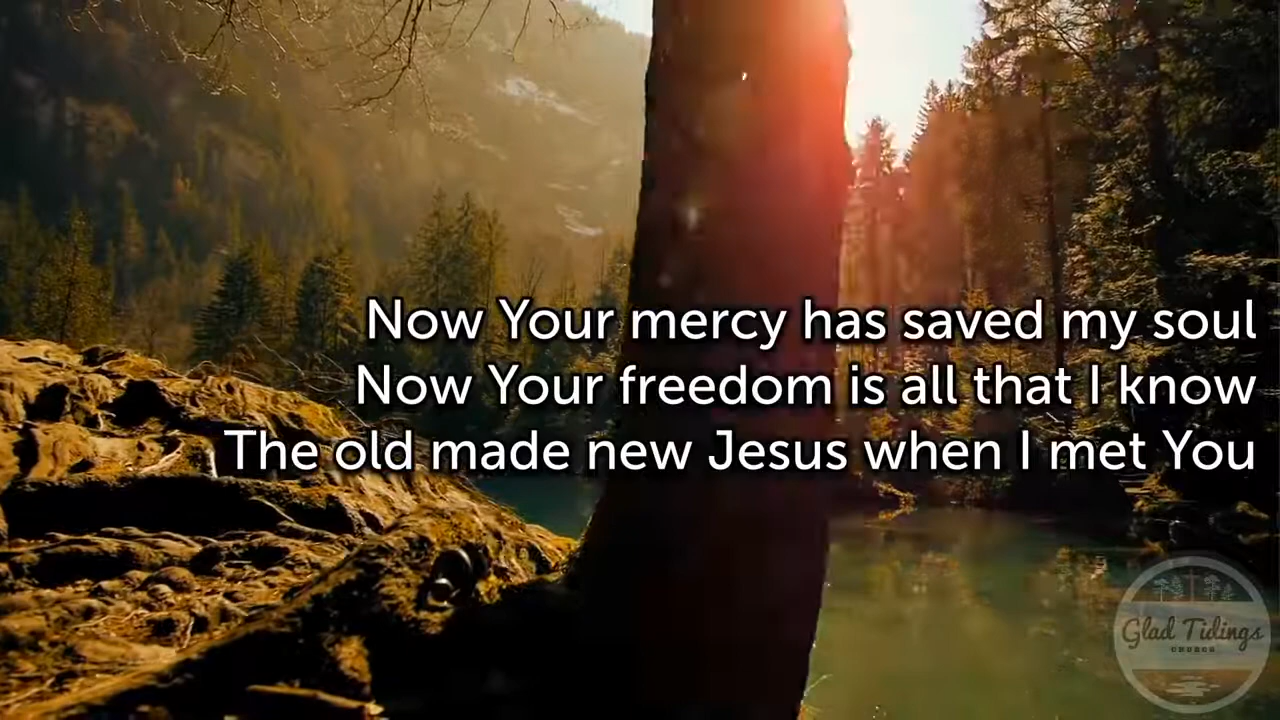 Now Your mercy has saved my soul
Now Your freedom is all that I know
The old made new Jesus when I met You
Glad Tidings
CHURCH